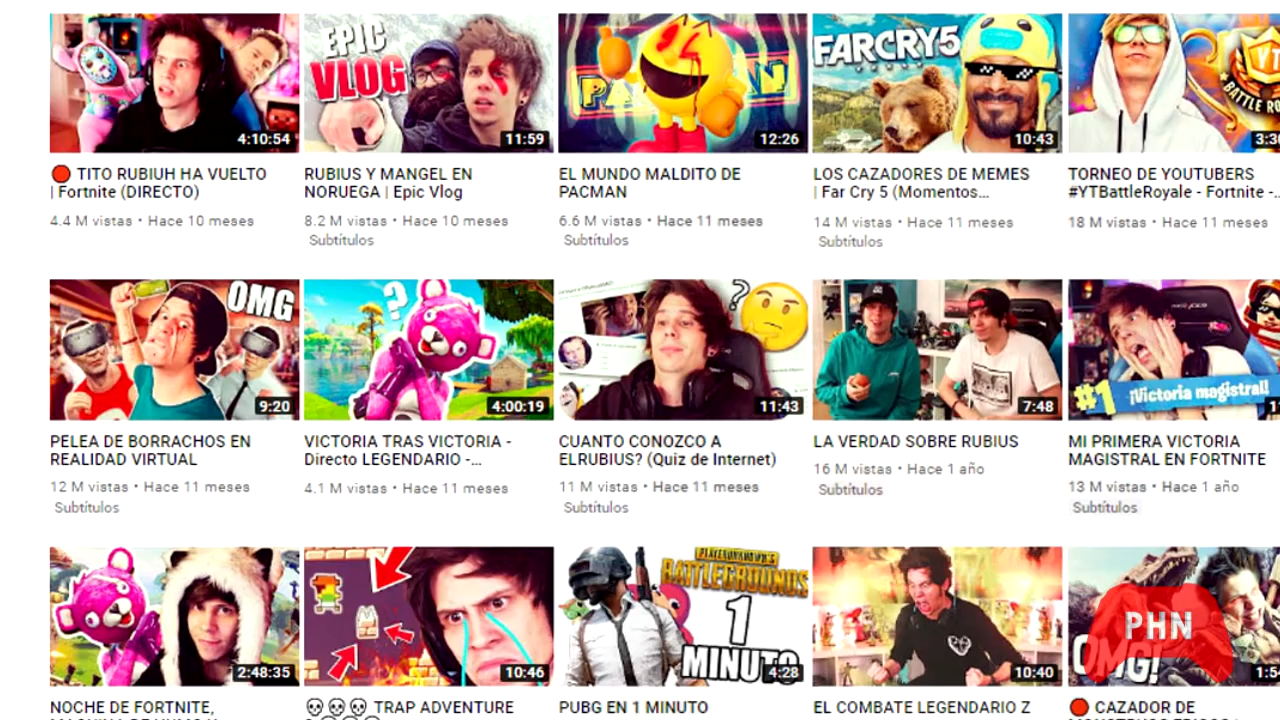 EPIC
VLOG
PAC
AN
FARCRY5
YT
BATTLE RO
4:10:54
11:59
12:26
10:43
3:3
TITO RUBIUH HA VUELTO
| Fortnite (DIRECTO)
4.4 M vistas • Hace 10 meses
RUBIUS Y MANGEL EN
NORUEGA | Epic Vlog
8.2 M vistas • Hace 10 meses
Subtítulos
EL MUNDO MALDITO DE
PACMAN
6.6 M vistas • Hace 11 meses
Subtítulos
LOS CAZADORES DE MEMES
| Far Cry 5 (Momentos...
14 M vistas • Hace 11 meses
Subtítulos
TORNEO DE YOUTUBERS
#YTBattleRoyale - Fortnite -...
18 M vistas • Hace 11 meses
OMG
?
?
#1 ¡Victoria magistral!
9:20
4:00:19
11:43
7:48
PELEA DE BORRACHOS EN
REALIDAD VIRTUAL
12 M vistas • Hace 11 meses
Subtítulos
VICTORIA TRAS VICTORIA -
Directo LEGENDARIO -...
4.1 M vistas • Hace 11 meses
CUANTO CONOZCO A
ELRUBIUS? (Quiz de Internet)
11 M vistas • Hace 11 meses
Subtítulos
LA VERDAD SOBRE RUBIUS
16 M vistas • Hace 1 año
Subtítulos
MI PRIMERA VICTORIA
MAGISTRAL EN FORTNITE
13 M vistas • Hace 1 año
Subtítulos
PLAYERUNKNOWN'S
BATTLEGROUNDS
1
MINUTO
PHN
OMG!
2:48:35
10:46
4:28
10:40
1:5
NOCHE DE FORTNITE,
TRAP ADVENTURE
PUBG EN 1 MINUTO
EL COMBATE LEGENDARIO Z
CAZADOR DE